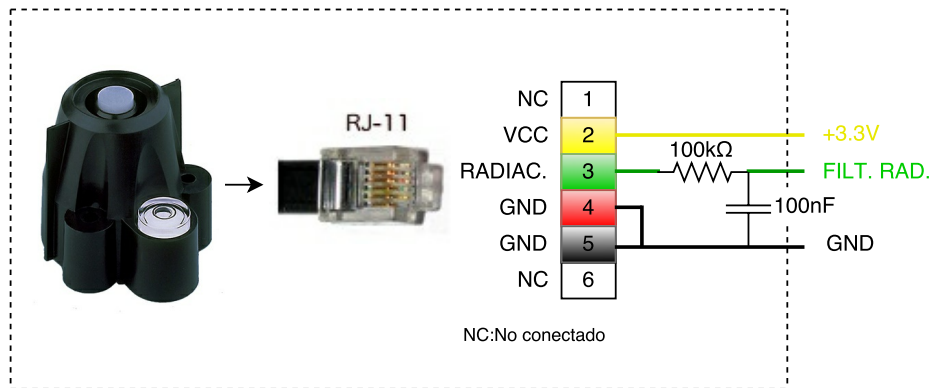 RJ-11
NC 1
VCC 2 +3.3V
100kΩ
RADIAC. 3 FILT. RAD.
GND 4 100nF
GND 5 GND
NC 6
NC:No conectado